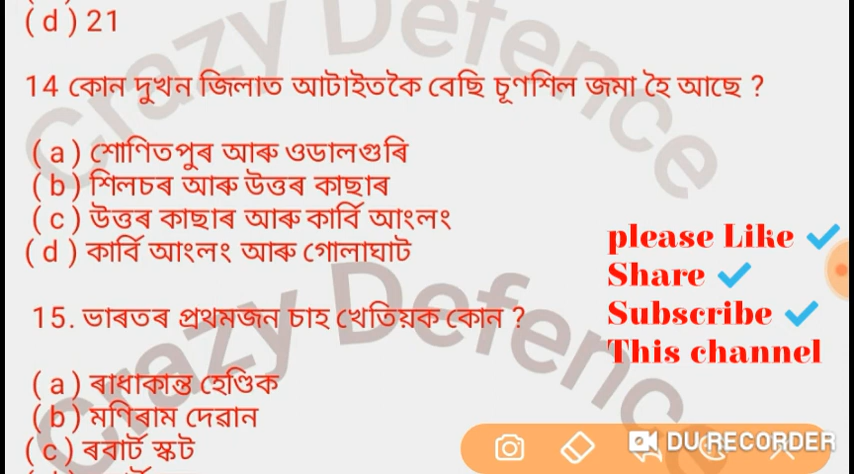 ( d ) 21
14 কোন দুখন জিলাত আটাইতকৈ বেছি চূণশিল জমা হৈ আছে ?
( a ) শোণিতপুৰ আৰু ওডালগুৰি
( b ) শিলচৰ আৰু উত্তৰ কাছাৰ
( c ) উত্তৰ কাছাৰ আৰু কাৰ্বি আংলং
( d ) কাৰ্বি আংলং আৰু গোলাঘাট
15. ভাৰতৰ প্ৰথমজন চাহ খেতিয়ক কোন ?
( a ) ৰাধাকান্ত হেণ্ডিক
( b ) মণিৰাম দেৱান
( c ) ৰবাৰ্ট স্কট
please Like
Share
Subscribe
This channel
Crazy Defence
Crazy Defence
DU RECORDER